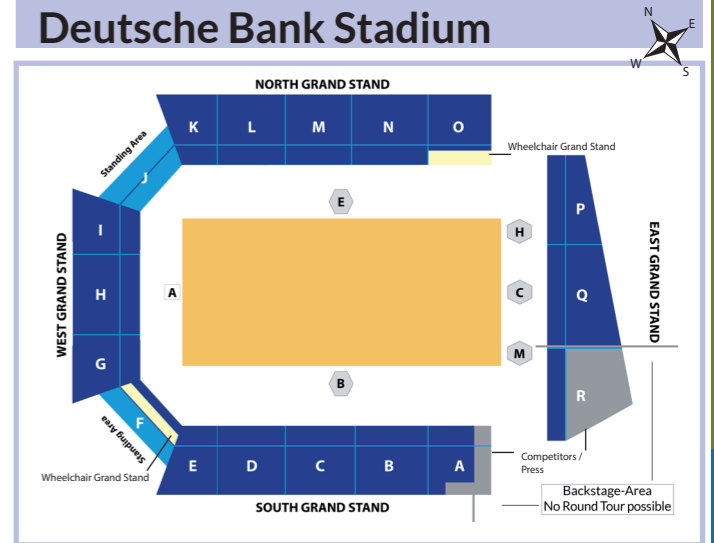 Deutsche Bank Stadium
N
E
W
S
NORTH GRAND STAND
K L M N O
Standing Area
J
Wheelchair Grand Stand
E
P
I
H
EAST GRAND STAND
WEST GRAND STAND
H
A
C
Q
M
G
B
R
F
Standing Area
Wheelchair Grand Stand
E D C B A
Competitors /
Press
SOUTH GRAND STAND
Backstage-Area
No Round Tour possible